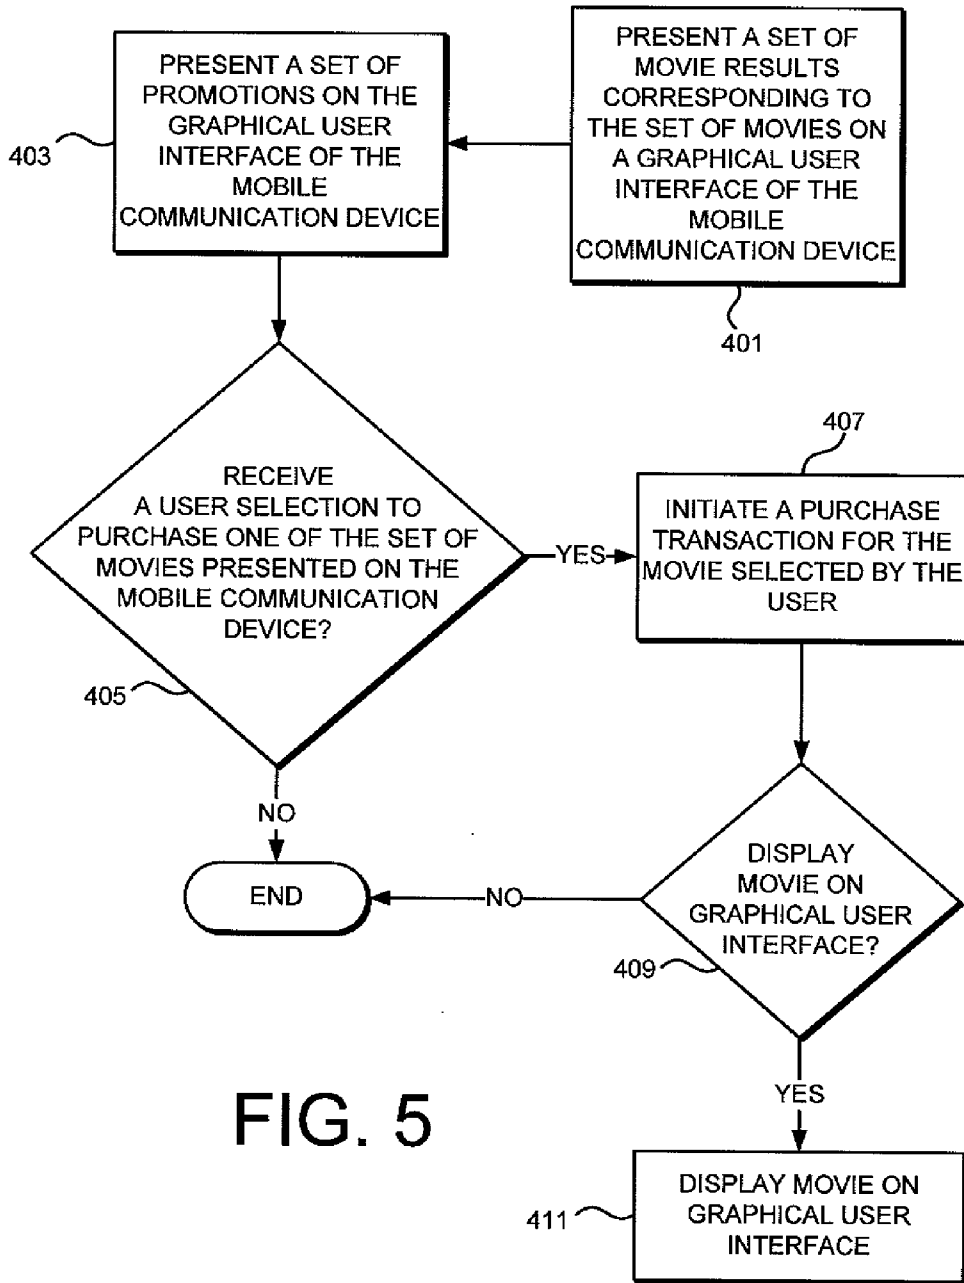 PRESENT A SET OF
MOVIE RESULTS
CORRESPONDING TO
THE SET OF MOVIES ON
A GRAPHICAL USER
INTERFACE OF THE
MOBILE
COMMUNICATION DEVICE
401
PRESENT A SET OF
PROMOTIONS ON THE
GRAPHICAL USER
INTERFACE OF THE
MOBILE
COMMUNICATION DEVICE
403
RECEIVE
A USER SELECTION TO
PURCHASE ONE OF THE SET OF
MOVIES PRESENTED ON THE
MOBILE COMMUNICATION
DEVICE?
405
YES
NO
407
INITIATE A PURCHASE
TRANSACTION FOR THE
MOVIE SELECTED BY THE
USER
DISPLAY
MOVIE ON
GRAPHICAL USER
INTERFACE?
409
NO
END
YES
DISPLAY MOVIE ON
GRAPHICAL USER
INTERFACE
411
FIG. 5